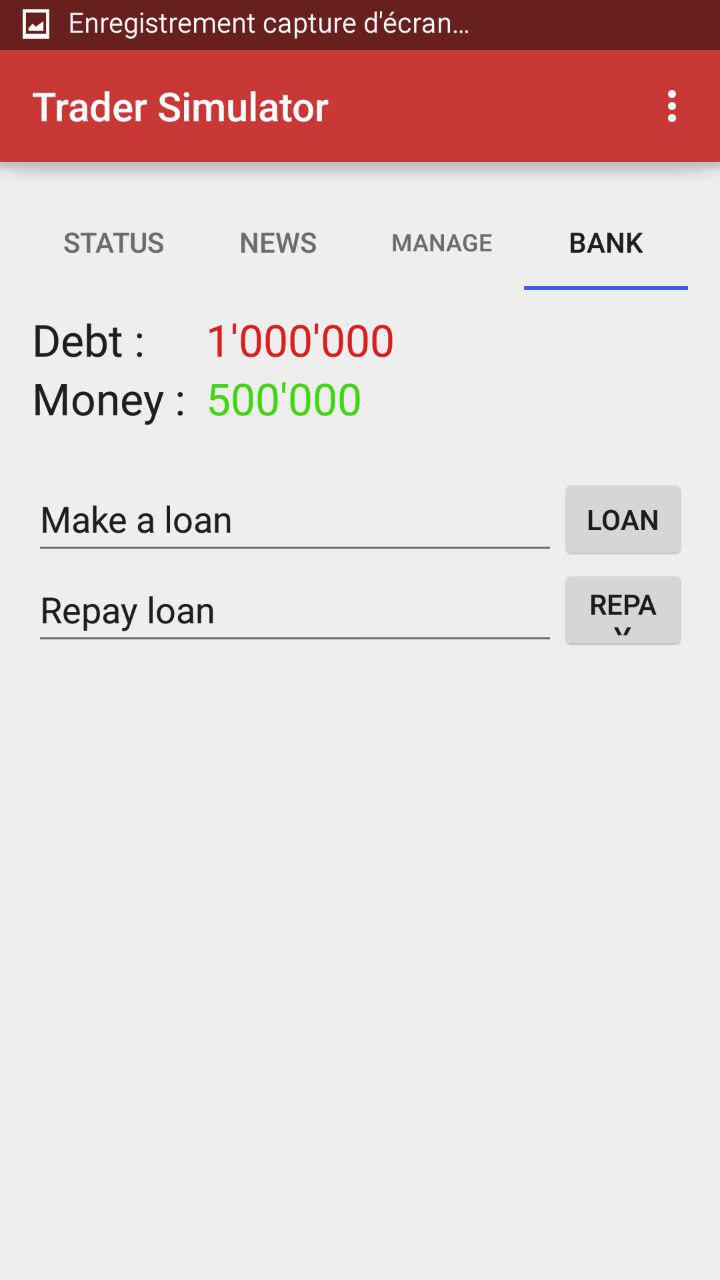 Enregistrement capture d'écran...
Trader Simulator
STATUS NEWS MANAGE BANK
Debt : 1'000'000
Money : 500'000
Make a loan LOAN
Repay loan REPA
Y